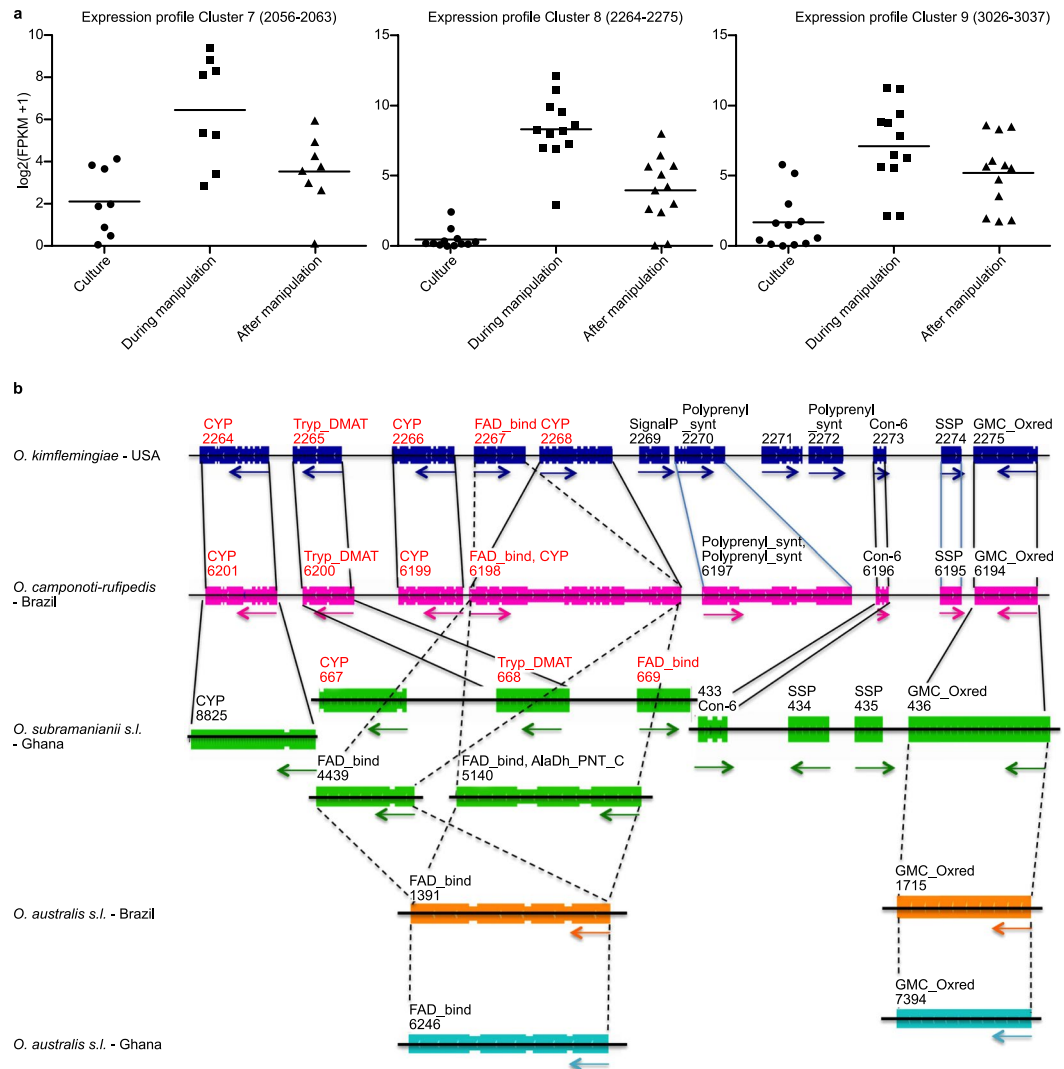 a
Expression profile Cluster 7 (2056-2063)
Expression profile Cluster 8 (2264-2275)
Expression profile Cluster 9 (3026-3037)
log2(FPKM +1)
10
8
6
4
2
0
Culture
During manipulation
After manipulation
15
10
5
0
Culture
During manipulation
After manipulation
15
10
5
0
Culture
During manipulation
After manipulation
b
O. kimflemingiae - USA
CYP
2264
Tryp_DMAT
2265
CYP
2266
FAD_bind
2267
CYP
2268
SignalP
2269
Polyprenyl
_synt
2270
2271
Polyprenyl
_synt
2272
Con-6
2273
SSP
2274
GMC_Oxred
2275
O. camponoti-rufipedis
- Brazil
CYP
6201
Tryp_DMAT
6200
CYP
6199
FAD_bind, CYP
6198
Polyprenyl_synt,
Polyprenyl_synt
6197
Con-6
6196
SSP
6195
GMC_Oxred
6194
O. subramanianii s.l.
- Ghana
CYP
8825
CYP
667
Tryp_DMAT
668
FAD_bind
669
433
Con-6
SSP
434
SSP
435
GMC_Oxred
436
FAD_bind
4439
FAD_bind, AlaDh_PNT_C
5140
O. australis s.l. - Brazil
FAD_bind
1391
GMC_Oxred
1715
O. australis s.l. - Ghana
FAD_bind
6246
GMC_Oxred
7394